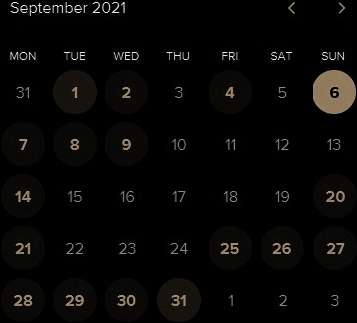 September 2021
MON TUE WED THU FRI SAT SUN
31 1 2 3 4 5 6
7 8 9 10 11 12 13
14 15 16 17 18 19 20
21 22 23 24 25 26 27
28 29 30 31 1 2 3